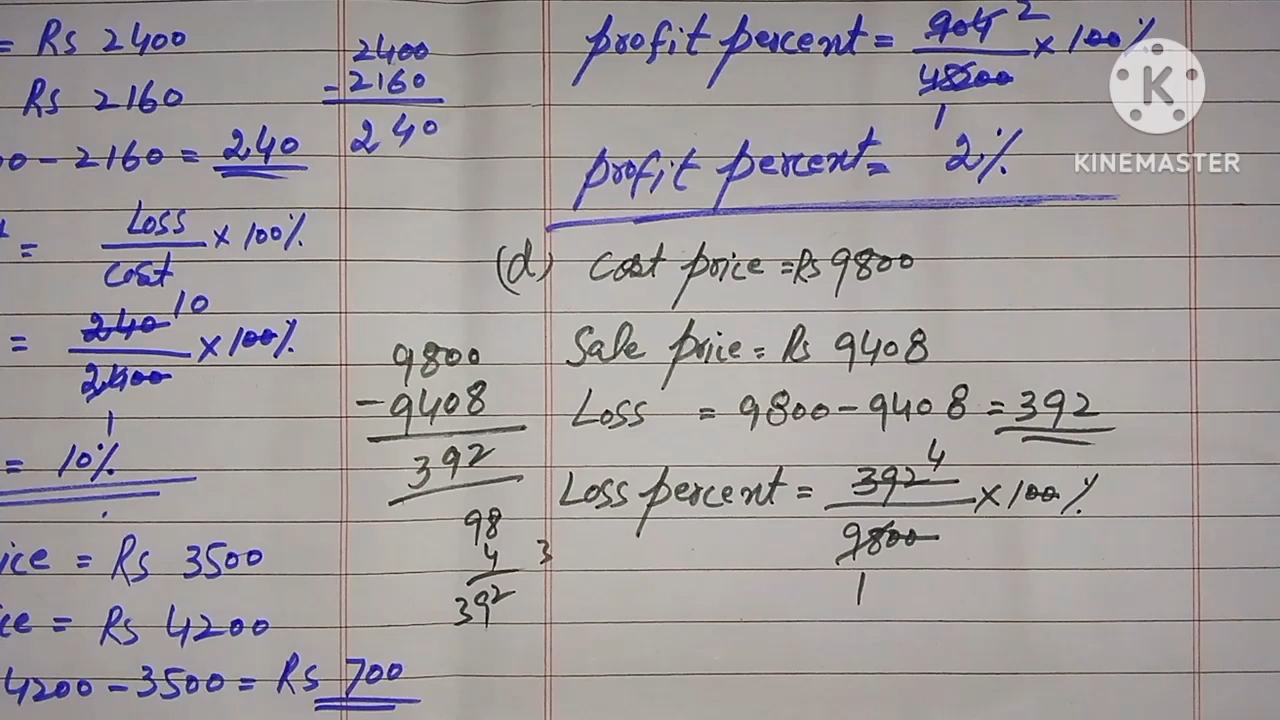 = Rs 2400
Rs 2160
0 - 2160 = 240
2400
- 2160
240
= Loss / Cost × 100%
= 240 10 / 2400 × 100%
1
= 10%
ice = Rs 3500
ice = Rs 4200
4200 - 3500 = Rs 700
profit percent = 2 / 48500 × 100%
1
profit percent = 2%
(d) Cost price = Rs 9800
Sale price = Rs 9408
Loss = 9800 - 9408 = 392
Loss percent = 392 4 / 9800 × 100%
1
9800
- 9408
392
98
4 3
392
K
KINEMASTER